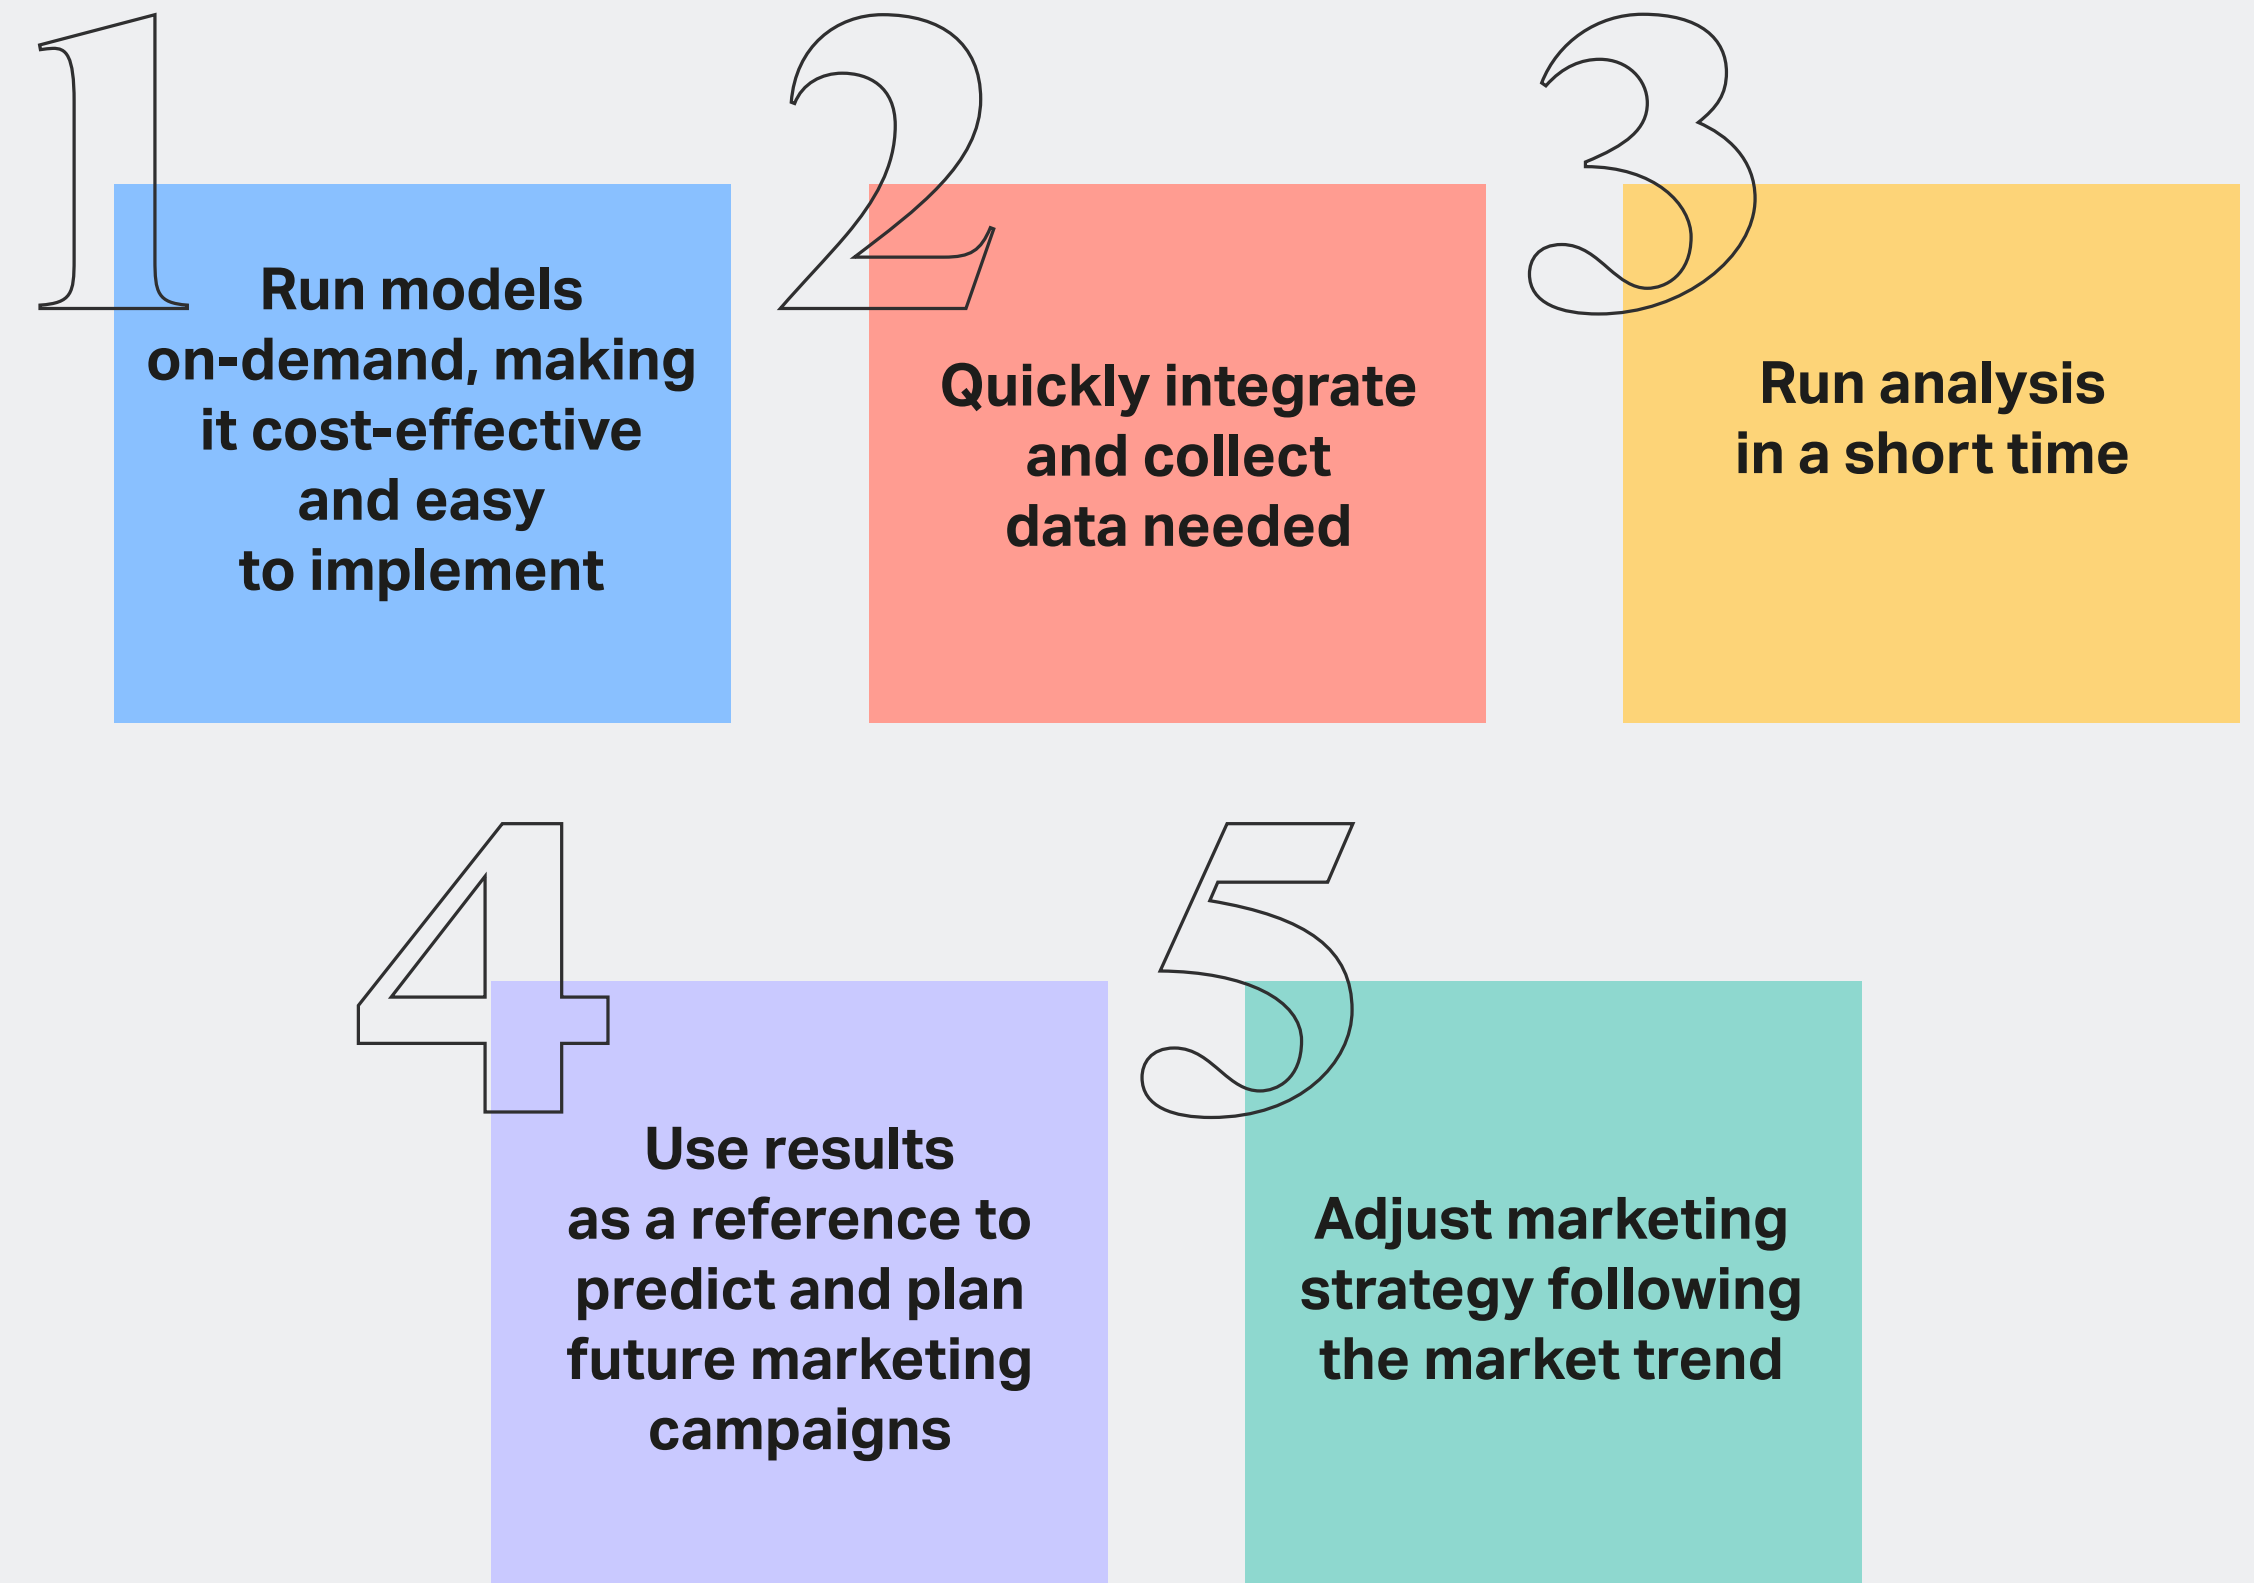 1
Run models
on-demand, making
it cost-effective
and easy
to implement
2
Quickly integrate
and collect
data needed
3
Run analysis
in a short time
4
Use results
as a reference to
predict and plan
future marketing
campaigns
5
Adjust marketing
strategy following
the market trend